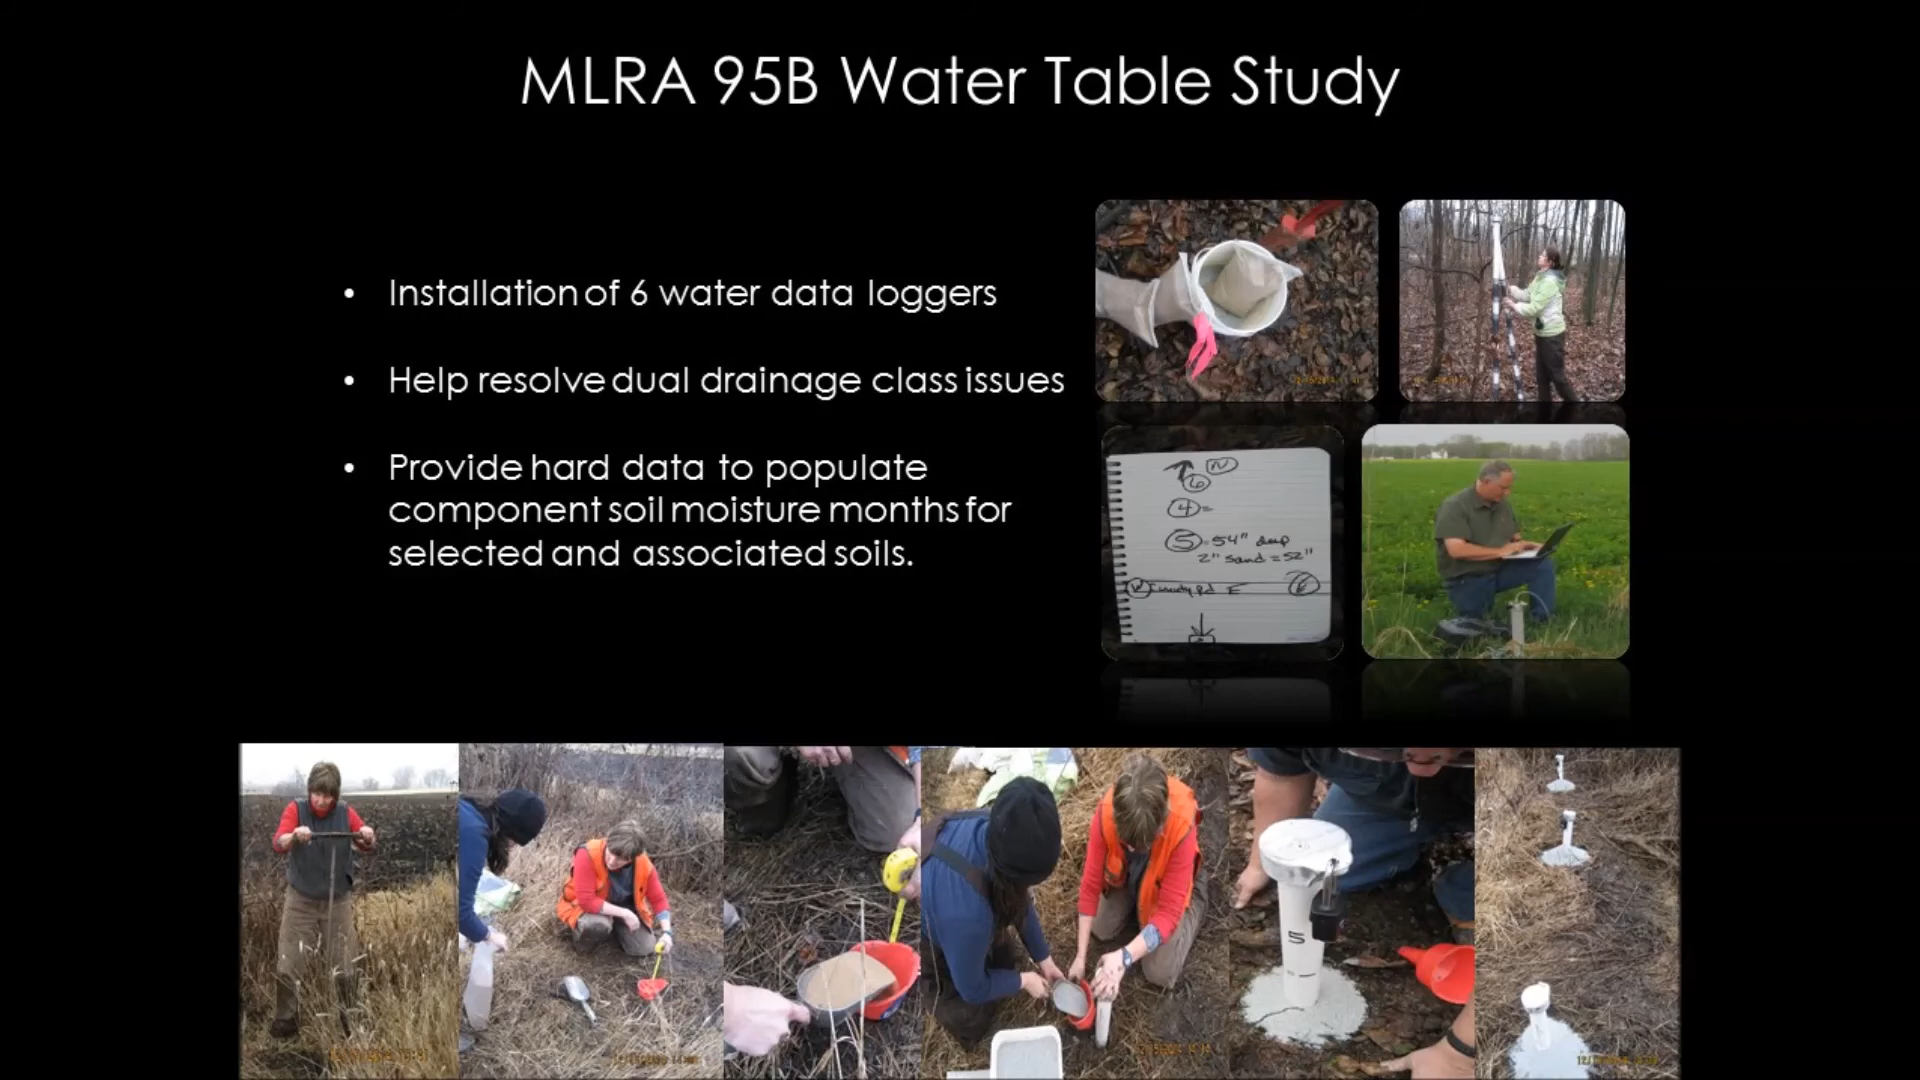 MLRA 95B Water Table Study
• Installation of 6 water data loggers
• Help resolve dual drainage class issues
• Provide hard data to populate
component soil moisture months for
selected and associated soils.
N
6
4 =
5 = 54" deep
2" sand = 52"
E
5